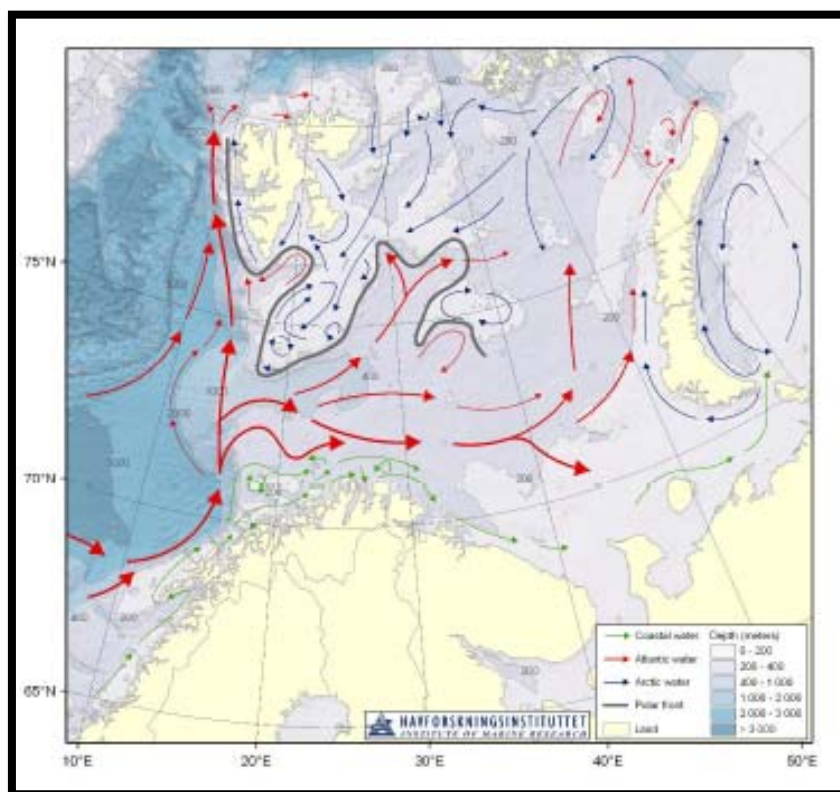 75°N
70°N
65°N
10°E
20°E
30°E
40°E
50°E
Coastal water
Atlantic water
Arctic water
Polar front
Land
Depth (meters)
0 - 200
200 - 400
400 - 1 000
1 000 - 2 000
2 000 - 3 000
> 3 000
HAVFORSKNINGSINSTITUTTET
INSTITUTE OF MARINE RESEARCH